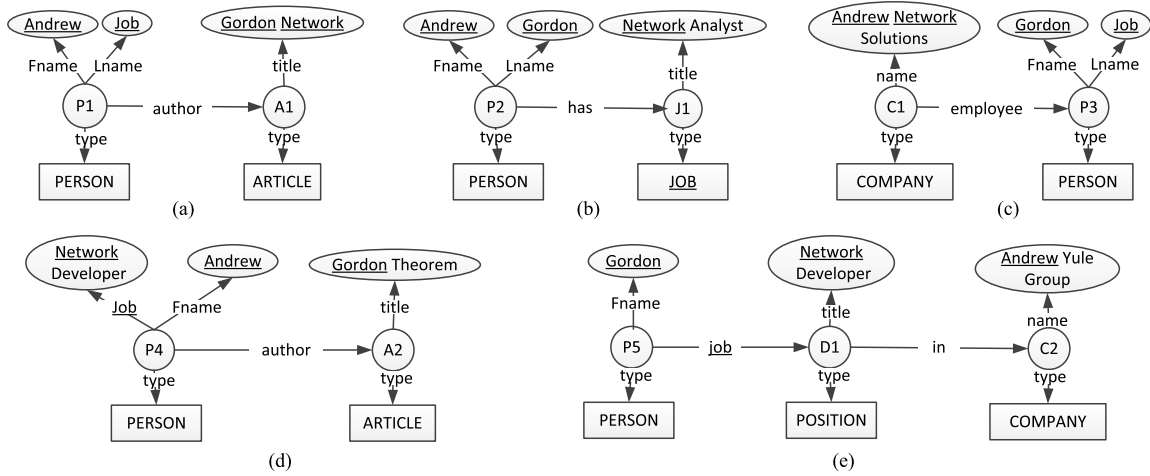 Andrew
Job
Gordon Network
Fname
Lname
title
P1
author
A1
type
type
PERSON
ARTICLE
(a)
Andrew
Gordon
Network Analyst
Fname
Lname
title
P2
has
J1
type
type
PERSON
JOB
(b)
Andrew Network
Solutions
Gordon
Job
name
Fname
Lname
C1
employee
P3
type
type
COMPANY
PERSON
(c)
Network
Developer
Andrew
Gordon Theorem
Job
Fname
title
P4
author
A2
type
type
PERSON
ARTICLE
(d)
Gordon
Network
Developer
Andrew Yule
Group
Fname
title
name
P5
job
D1
in
C2
type
type
type
PERSON
POSITION
COMPANY
(e)